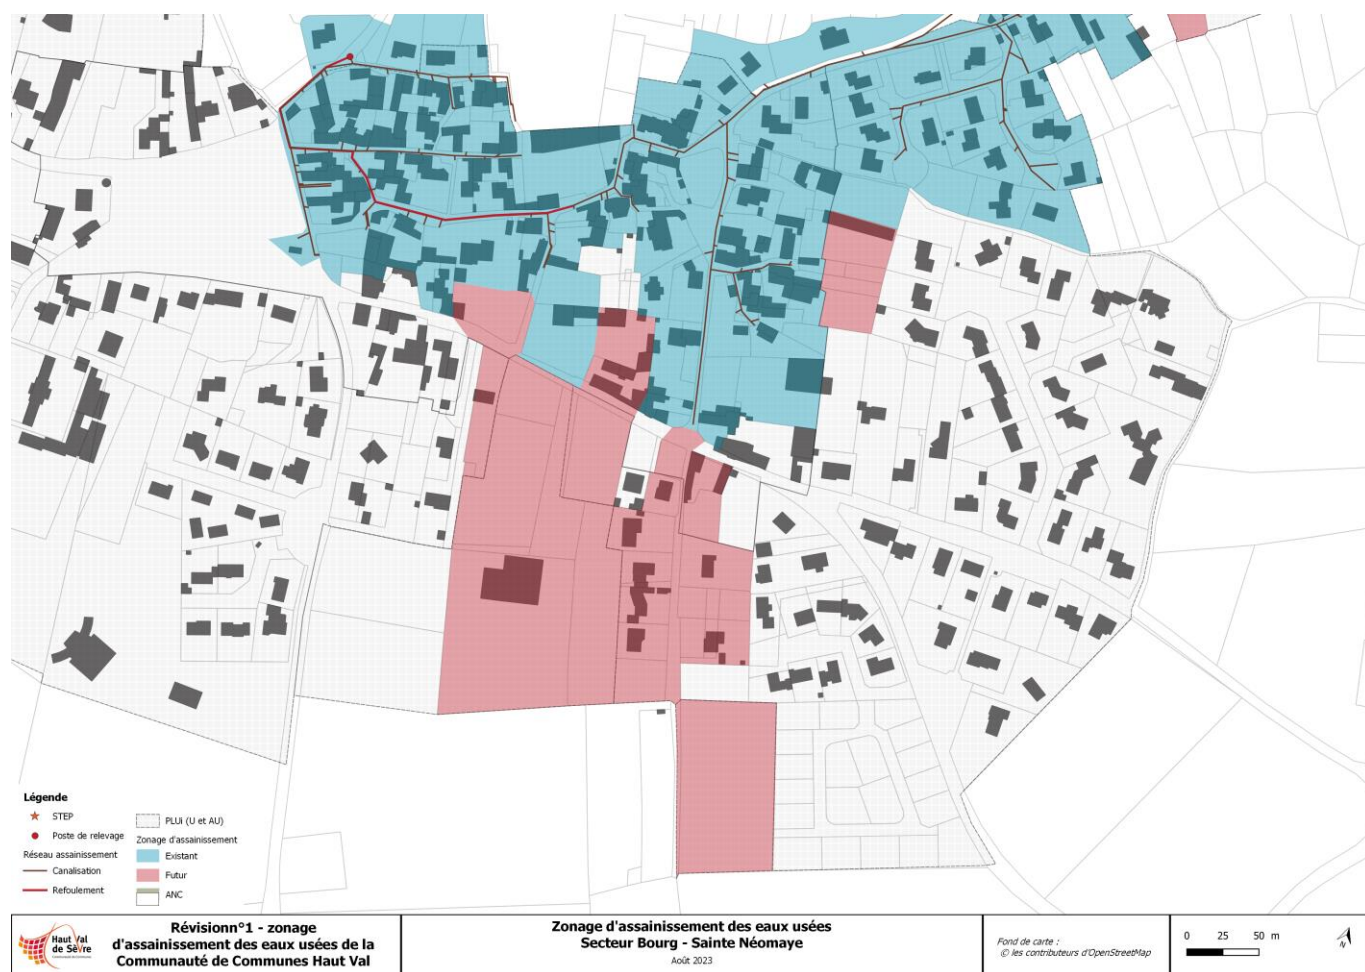 Légende
STEP
Poste de relevage
Réseau assainissement
Canalisation
Refoulement
PLUi (U et AU)
Zonage d'assainissement
Existant
Futur
ANC
Haut Val
de Sèvre
Révisionn°1 - zonage
d'assainissement des eaux usées de la
Communauté de Communes Haut Val
Zonage d'assainissement des eaux usées
Secteur Bourg - Sainte Néomaye
Août 2023
Fond de carte :
© les contributeurs d'OpenStreetMap
0 25 50 m
N